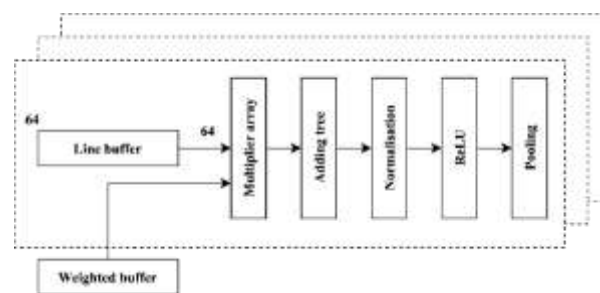 64
64
Line buffer
Multiplier array
Adding tree
Normalisation
ReLU
Pooling
Weighted buffer